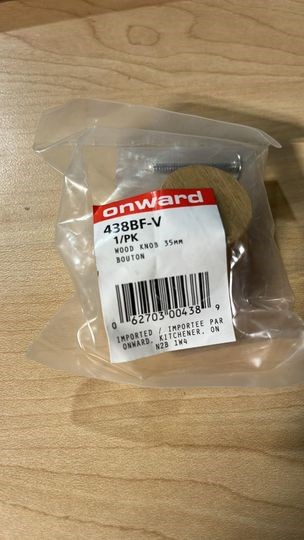 onward
438BF-V
1/PK
WOOD KNOB 35MM
BOUTON
0 62703 00438 9
IMPORTED / IMPORTEE PAR
ONWARD, KITCHENER, ON
N2B 1W4